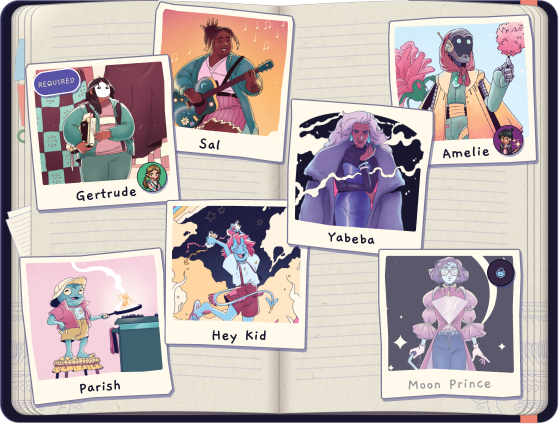 REQUIRED
Gertrude
Sal
Yabeba
Amelie
Parish
Hey Kid
Moon Prince